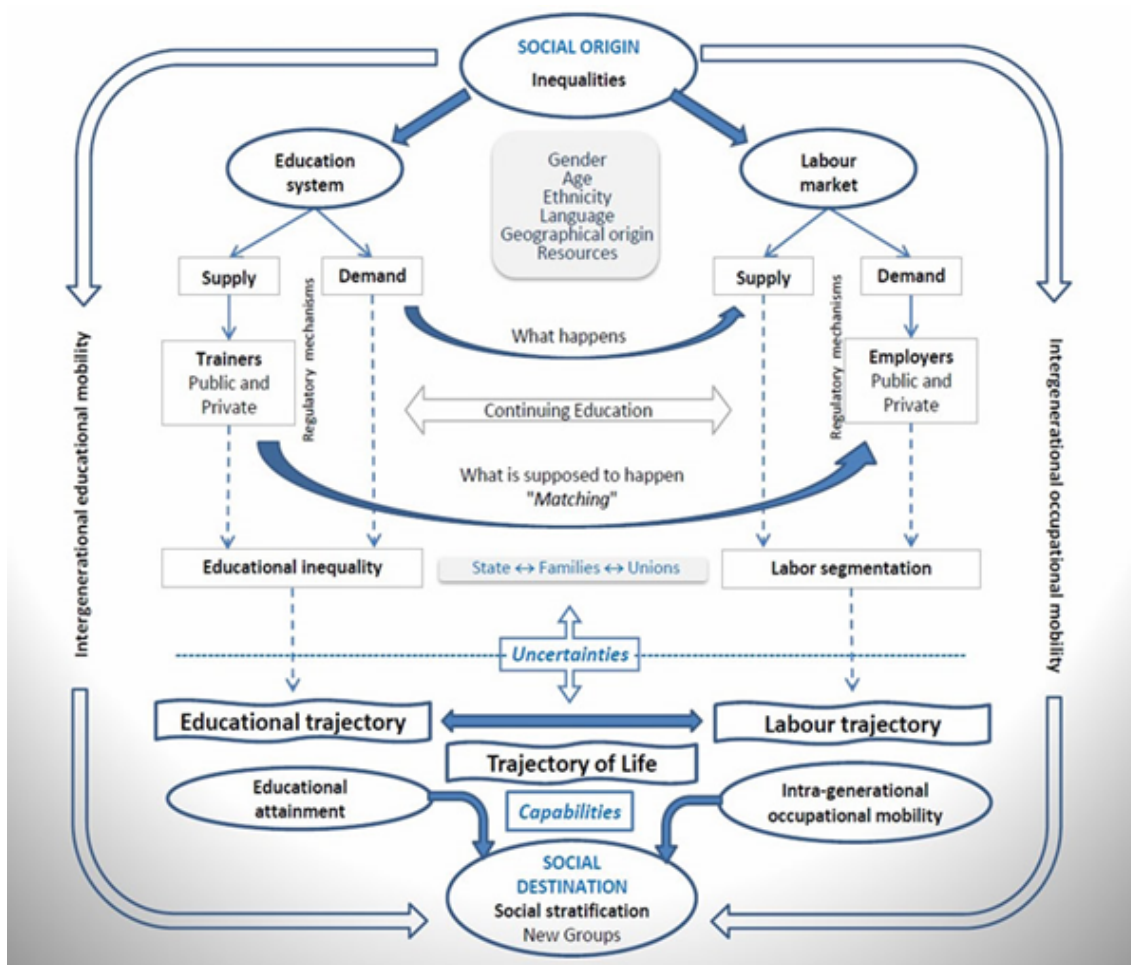 SOCIAL ORIGIN
Inequalities
Education
system
Gender
Age
Ethnicity
Language
Geographical origin
Resources
Labour
market
Supply
Demand
Supply
Demand
Regulatory mechanisms
Regulatory mechanisms
What happens
Trainers
Public and
Private
Employers
Public and
Private
Continuing Education
What is supposed to happen
"Matching"
Intergenerational educational mobility
Intergenerational occupational mobility
Educational inequality
State ↔ Families ↔ Unions
Labor segmentation
Uncertainties
Educational trajectory
Labour trajectory
Trajectory of Life
Educational
attainment
Capabilities
Intra-generational
occupational mobility
SOCIAL
DESTINATION
Social stratification
New Groups